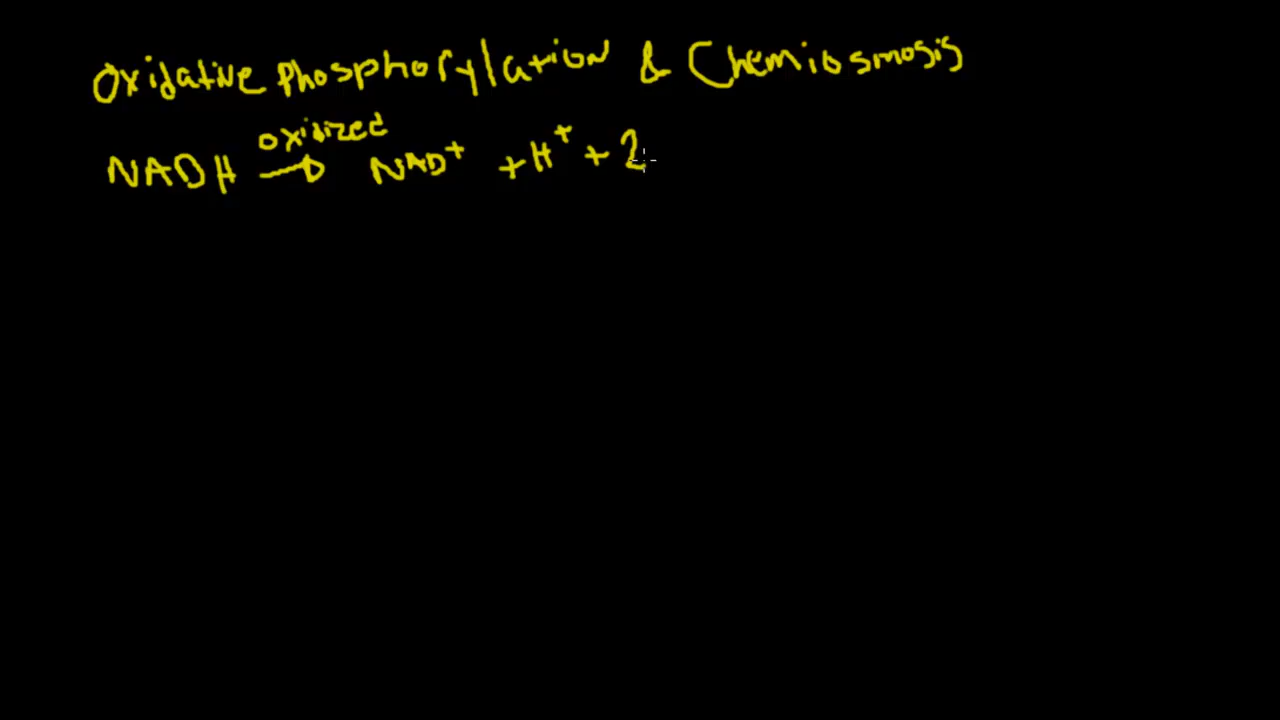 Oxidative Phosphorylation & Chemiosmosis
oxidized
NADH → NAD+ + H+ + 2